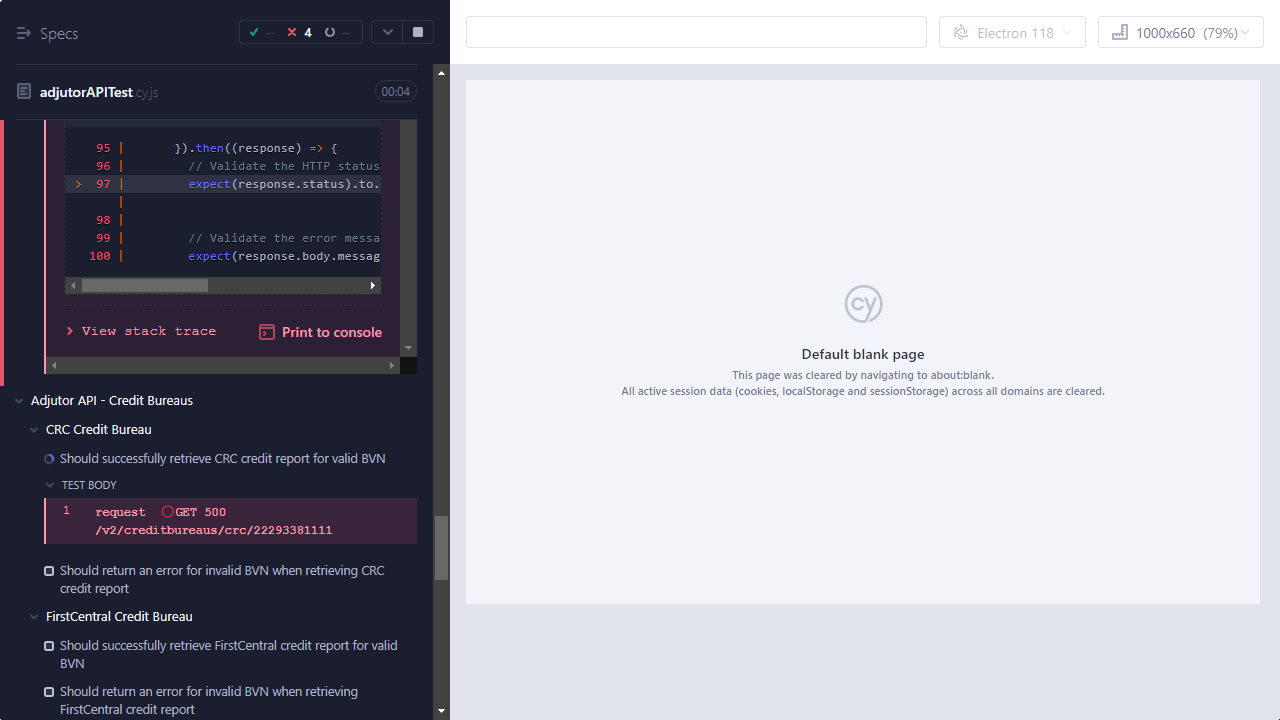 Specs
--
4
--
Electron 118
1000x660 (79%)
adjutorAPITest.cy.js
00:04
95 | }).then((response) => {
96 | // Validate the HTTP status
> 97 | expect(response.status).to.
|
98 |
99 | // Validate the error messa
100 | expect(response.body.messag
View stack trace
Print to console
Adjutor API - Credit Bureaus
CRC Credit Bureau
Should successfully retrieve CRC credit report for valid BVN
TEST BODY
1 request GET 500
/v2/creditbureaus/crc/22293381111
Should return an error for invalid BVN when retrieving CRC
credit report
FirstCentral Credit Bureau
Should successfully retrieve FirstCentral credit report for valid
BVN
Should return an error for invalid BVN when retrieving
FirstCentral credit report
cy
Default blank page
This page was cleared by navigating to about:blank.
All active session data (cookies, localStorage and sessionStorage) across all domains are cleared.